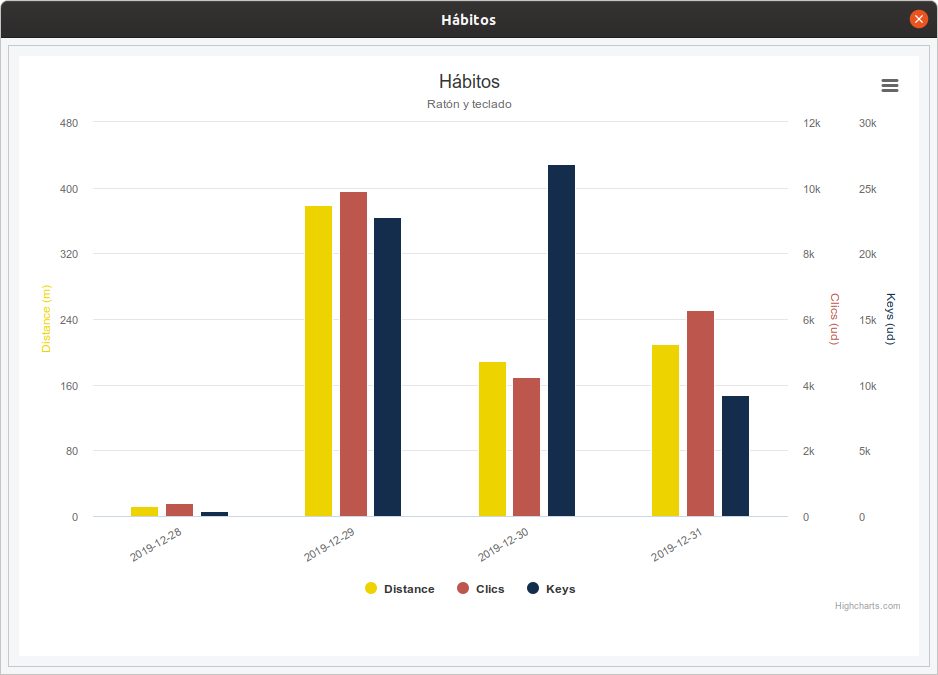 Hábitos
Hábitos
Ratón y teclado
480
400
320
240
160
80
0
Distance (m)
12k
10k
8k
6k
4k
2k
0
Clics (ud)
30k
25k
20k
15k
10k
5k
0
Keys (ud)
2019-12-28
2019-12-29
2019-12-30
2019-12-31
Distance
Clics
Keys
Highcharts.com